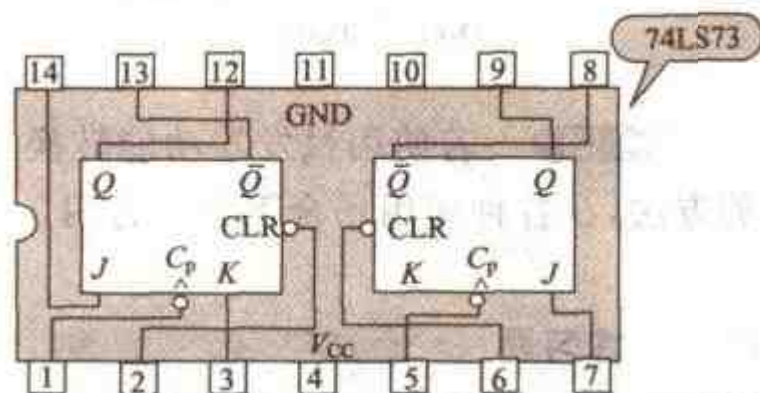 74LS73
14 13 12 11 10 9 8
GND
Q Q̄ Q̄ Q
CLR CLR
J Cp K K Cp J
VCC
1 2 3 4 5 6 7